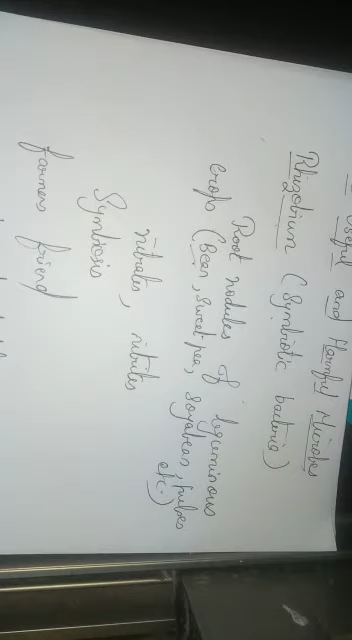 Useful and Harmful Microbes
Rhizobium (Symbiotic bacteria)
Root nodules of leguminous
crops (Bean, sweet pea, soyabean, pulses
etc.)
nitrates, nitrites
Symbiosis
farmers friend